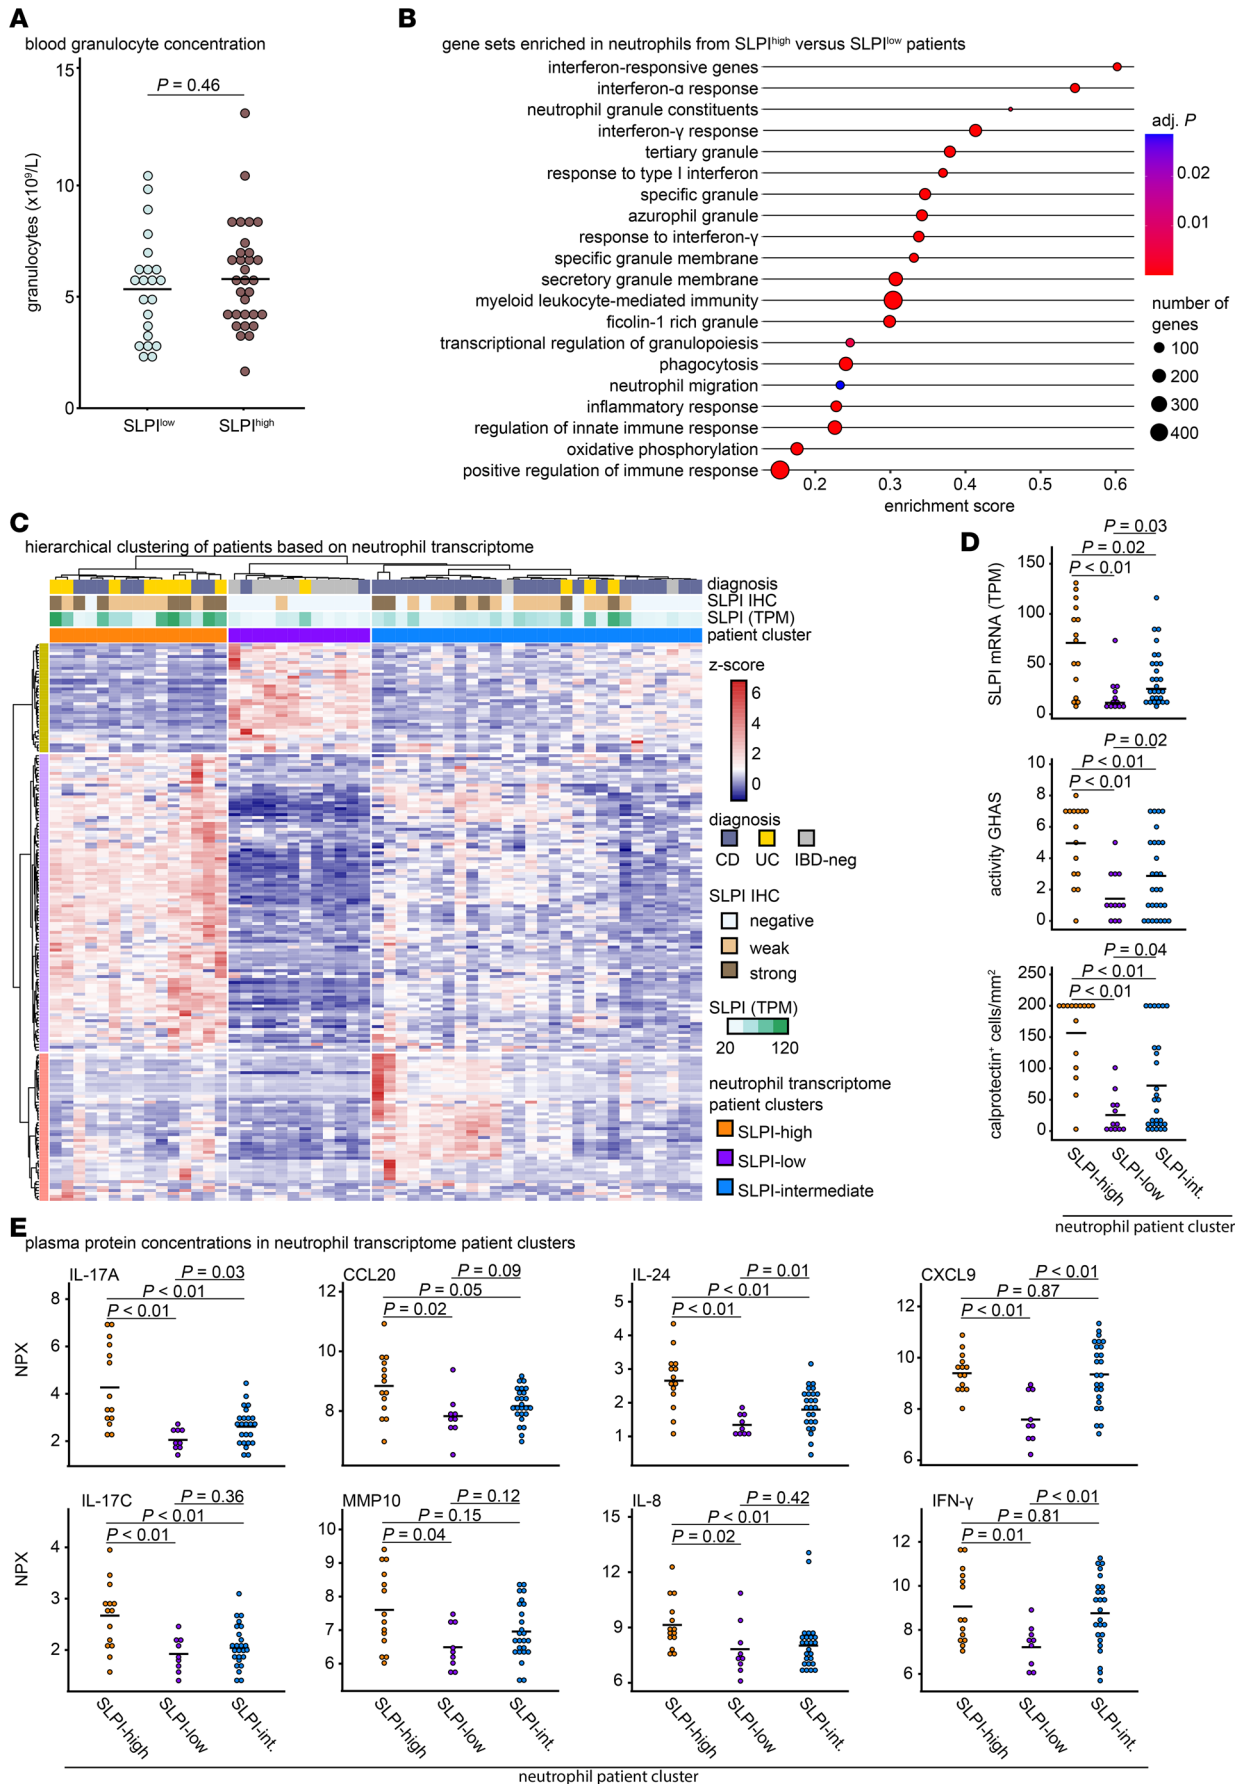 A
blood granulocyte concentration
15
10
5
0
granulocytes (x10⁹/L)
P = 0.46
SLPIlow
SLPIhigh
B
gene sets enriched in neutrophils from SLPIhigh versus SLPIlow patients
interferon-responsive genes
interferon-α response
neutrophil granule constituents
interferon-γ response
tertiary granule
response to type I interferon
specific granule
azurophil granule
response to interferon-γ
specific granule membrane
secretory granule membrane
myeloid leukocyte-mediated immunity
ficolin-1 rich granule
transcriptional regulation of granulopoiesis
phagocytosis
neutrophil migration
inflammatory response
regulation of innate immune response
oxidative phosphorylation
positive regulation of immune response
0.2 0.3 0.4 0.5 0.6
enrichment score
adj. P
0.02
0.01
number of
genes
100
200
300
400
C
hierarchical clustering of patients based on neutrophil transcriptome
diagnosis
SLPI IHC
SLPI (TPM)
patient cluster
z-score
6
4
2
0
diagnosis
CD UC IBD-neg
SLPI IHC
negative
weak
strong
SLPI (TPM)
20 120
neutrophil transcriptome
patient clusters
SLPI-high
SLPI-low
SLPI-intermediate
D
P = 0.03
P = 0.02
P < 0.01
150
100
50
0
SLPI mRNA (TPM)
P = 0.02
P < 0.01
P < 0.01
10
8
6
4
2
0
activity GHAS
P = 0.04
P < 0.01
P < 0.01
250
200
150
100
50
0
calprotectin⁺ cells/mm²
SLPI-high
SLPI-low
SLPI-int.
neutrophil patient cluster
E
plasma protein concentrations in neutrophil transcriptome patient clusters
IL-17A
P = 0.03
P < 0.01
P < 0.01
8
6
4
2
NPX
CCL20
P = 0.09
P = 0.05
P = 0.02
12
10
8
IL-24
P = 0.01
P < 0.01
P < 0.01
5
4
3
2
1
CXCL9
P < 0.01
P = 0.87
P < 0.01
12
10
8
6
IL-17C
P = 0.36
P < 0.01
P < 0.01
4
3
2
NPX
MMP10
P = 0.12
P = 0.15
P = 0.04
10
9
8
7
6
IL-8
P = 0.42
P < 0.01
P = 0.02
15
12
9
6
IFN-γ
P < 0.01
P = 0.81
P = 0.01
12
10
8
6
SLPI-high
SLPI-low
SLPI-int.
SLPI-high
SLPI-low
SLPI-int.
SLPI-high
SLPI-low
SLPI-int.
SLPI-high
SLPI-low
SLPI-int.
neutrophil patient cluster